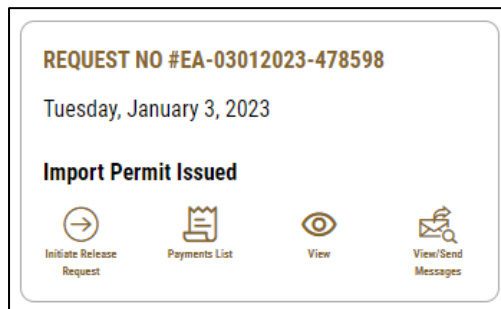 REQUEST NO #EA-03012023-478598
Tuesday, January 3, 2023
Import Permit Issued
Initiate Release Request
Payments List
View
View/Send Messages